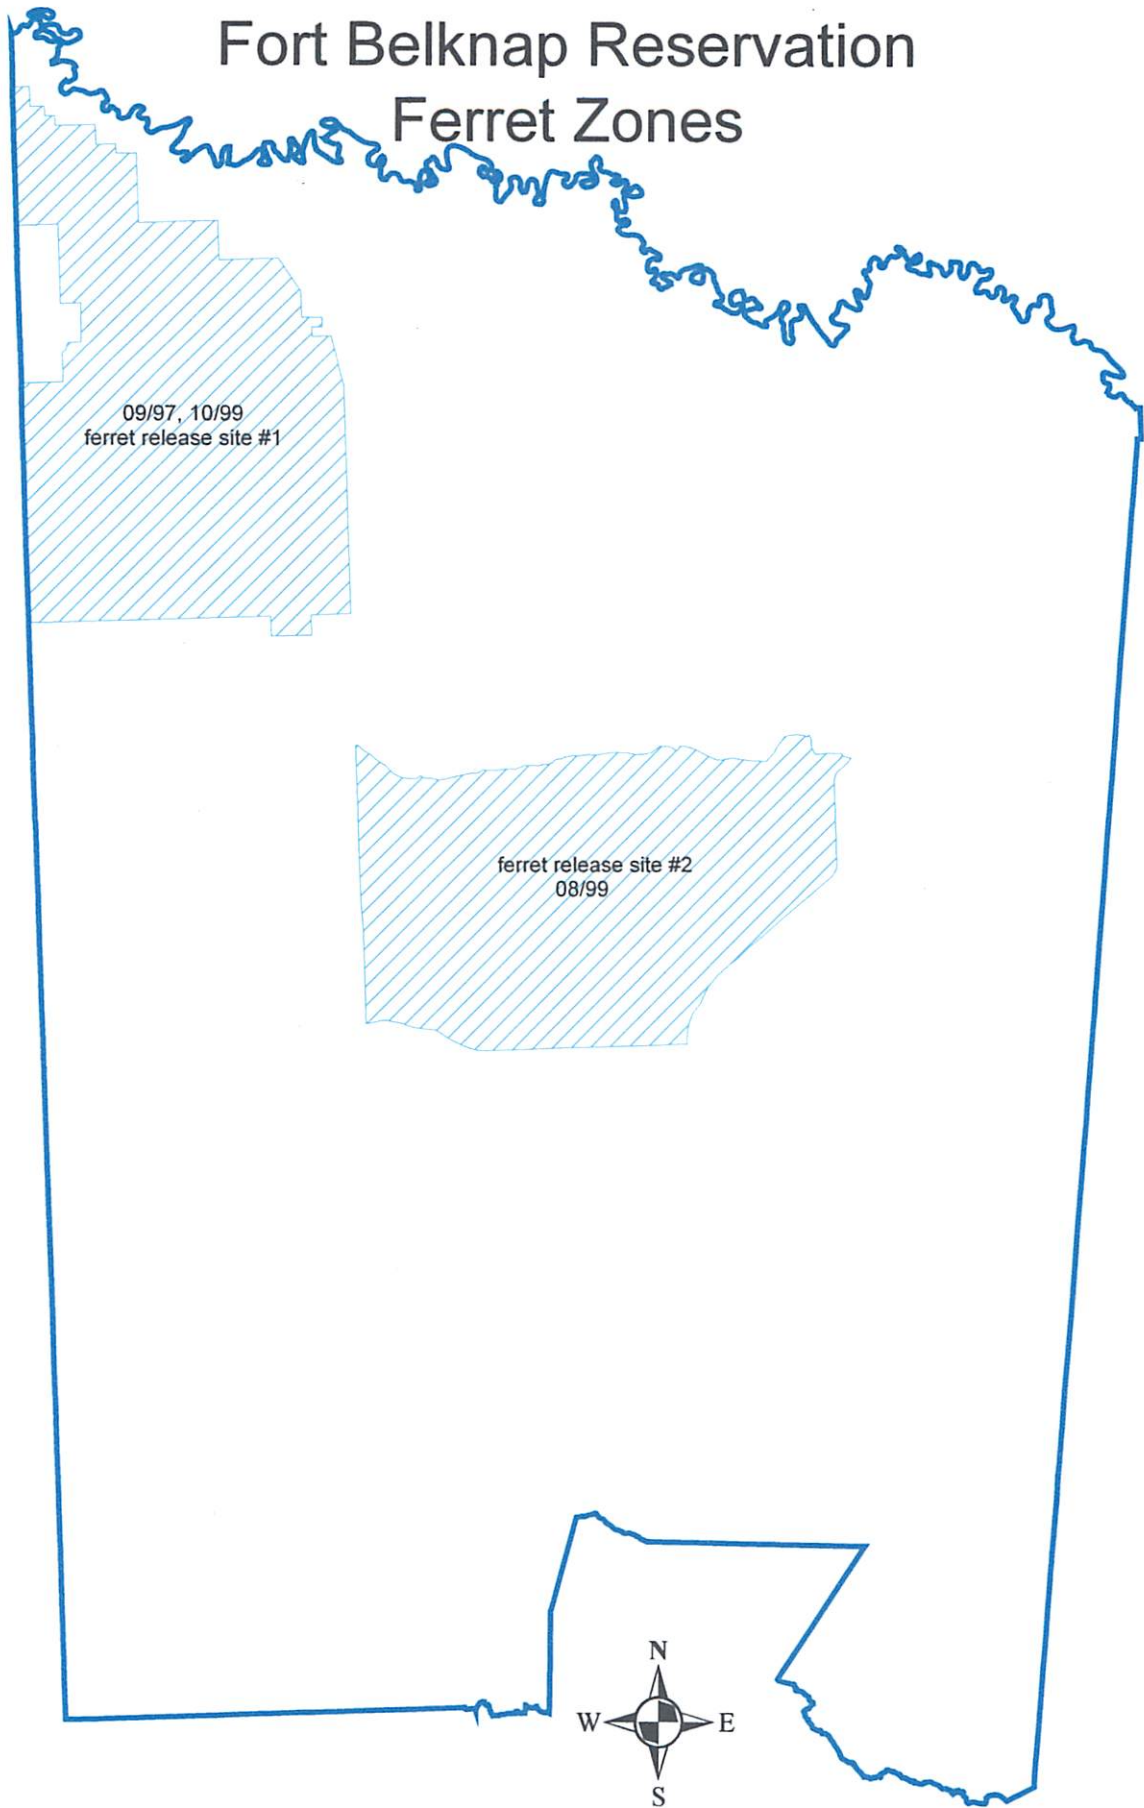 Fort Belknap Reservation
Ferret Zones
09/97, 10/99
ferret release site #1
ferret release site #2
08/99
N
W E
S